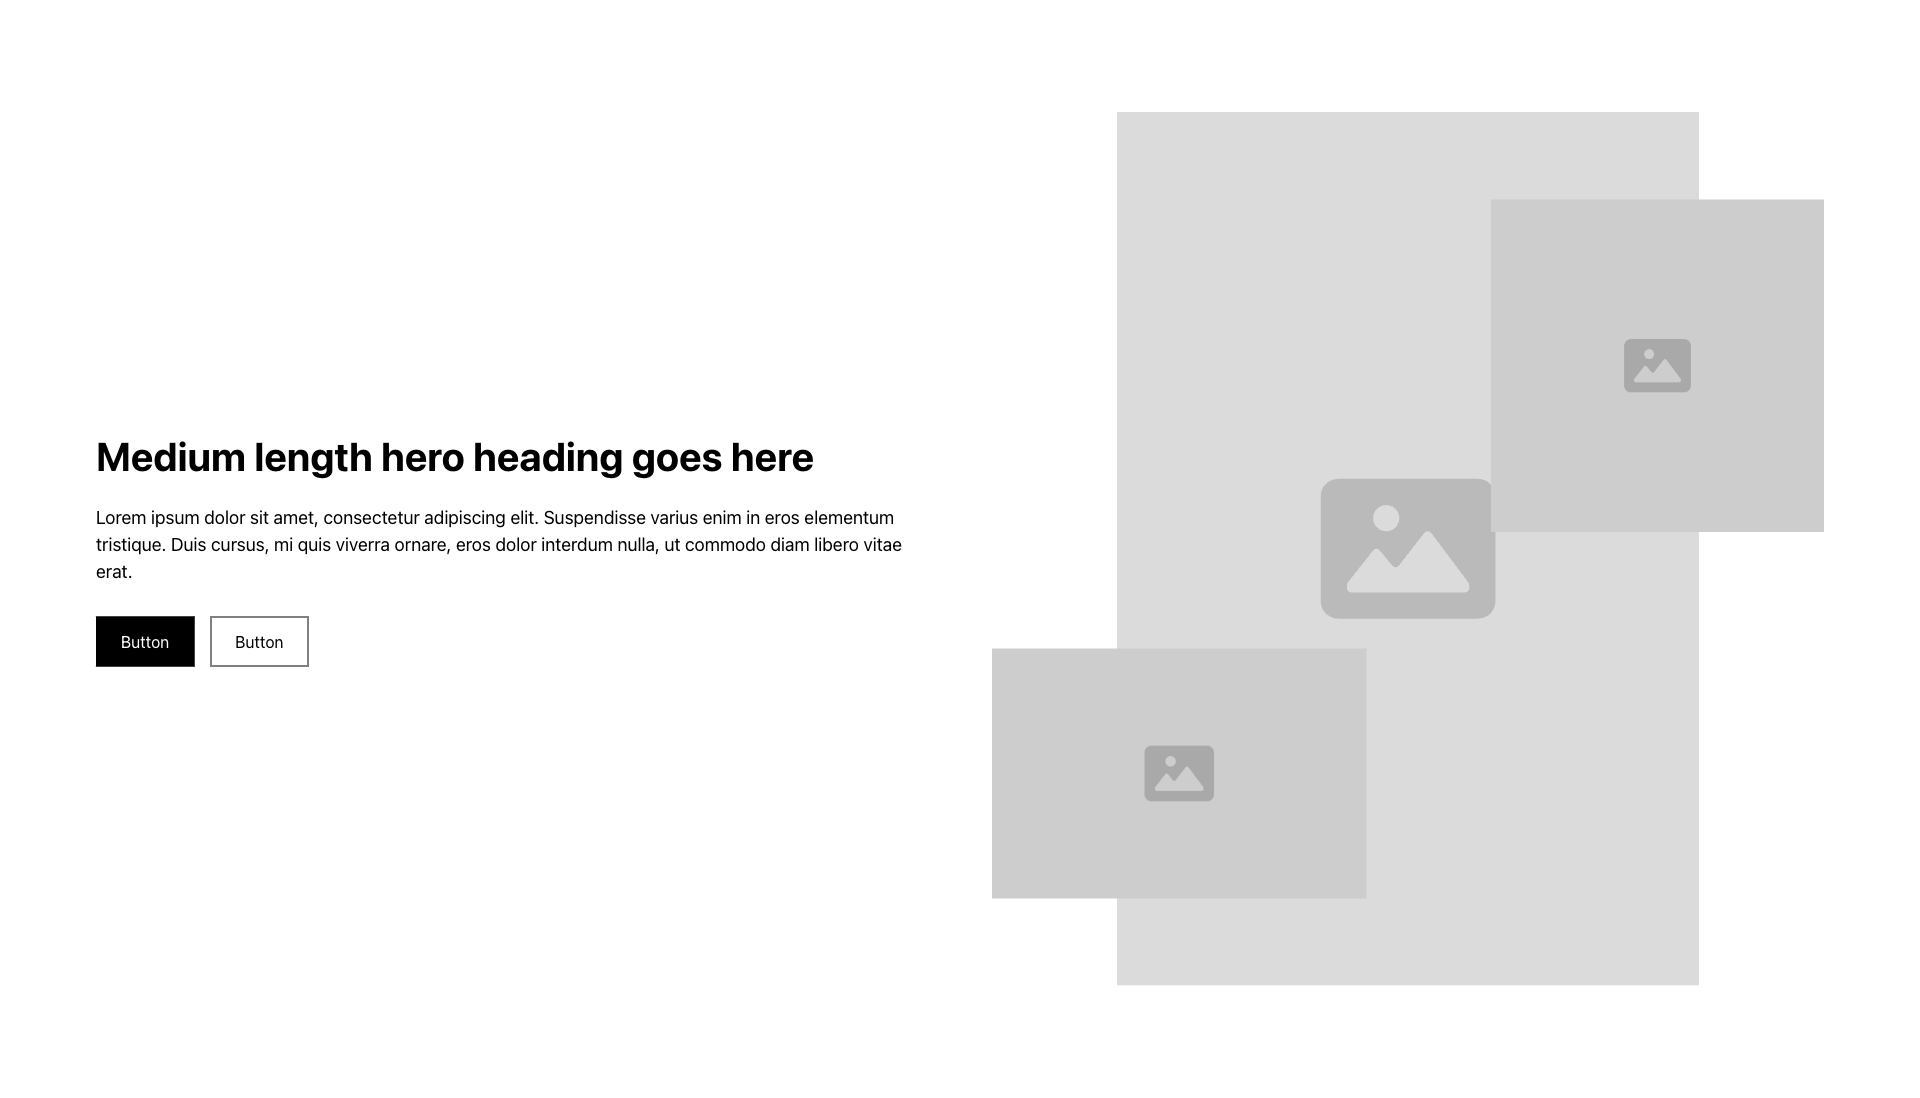 Medium length hero heading goes here
Lorem ipsum dolor sit amet, consectetur adipiscing elit. Suspendisse varius enim in eros elementum
tristique. Duis cursus, mi quis viverra ornare, eros dolor interdum nulla, ut commodo diam libero vitae
erat.
Button
Button